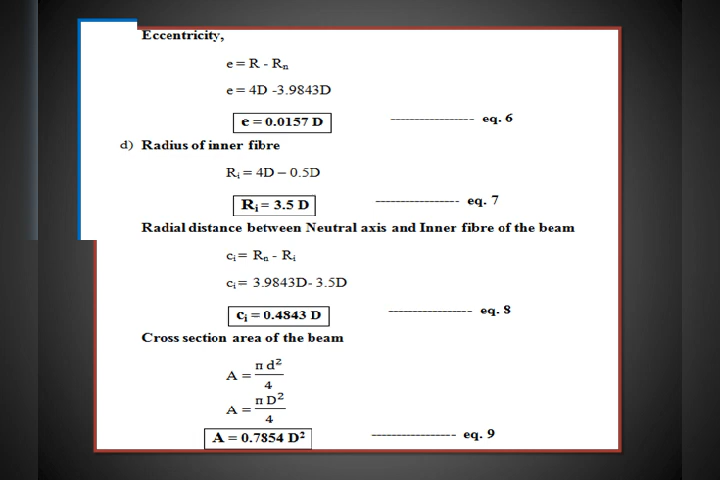 Eccentricity,
e = R - Rₙ
e = 4D -3.9843D
e = 0.0157 D ----------------- eq. 6
d) Radius of inner fibre
Rᵢ = 4D – 0.5D
Rᵢ = 3.5 D ----------------- eq. 7
Radial distance between Neutral axis and Inner fibre of the beam
cᵢ = Rₙ - Rᵢ
cᵢ = 3.9843D- 3.5D
cᵢ = 0.4843 D ----------------- eq. 8
Cross section area of the beam
A = π d² / 4
A = π D² / 4
A = 0.7854 D² ----------------- eq. 9